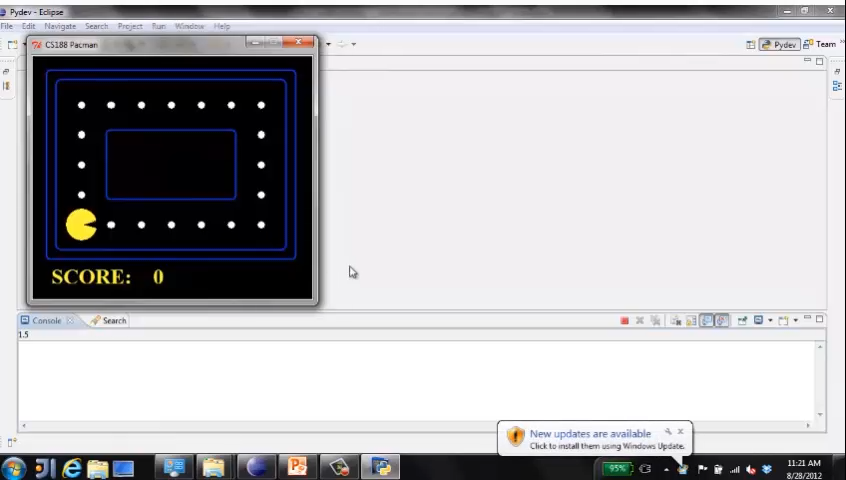 Pydev - Eclipse
File Edit Navigate Search Project Run Window Help
CS188 Pacman
Pydev Team
SCORE: 0
Console Search
1.5
New updates are available
Click to install them using Windows Update.
95%
11:21 AM
8/28/2012